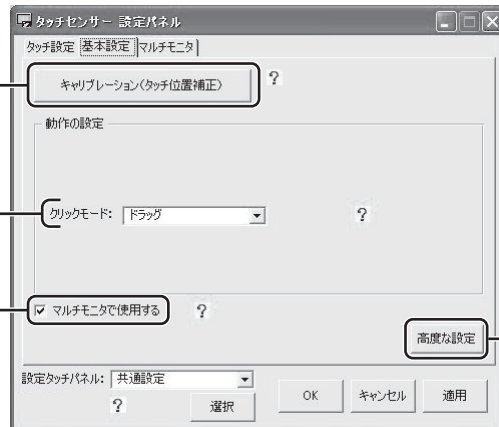 タッチセンサー 設定パネル
タッチ設定 基本設定 マルチモニタ
キャリブレーション(タッチ位置補正) ?
動作の設定
クリックモード: ドラッグ ?
マルチモニタで使用する ?
高度な設定
設定タッチパネル: 共通設定
? 選択 OK キャンセル 適用